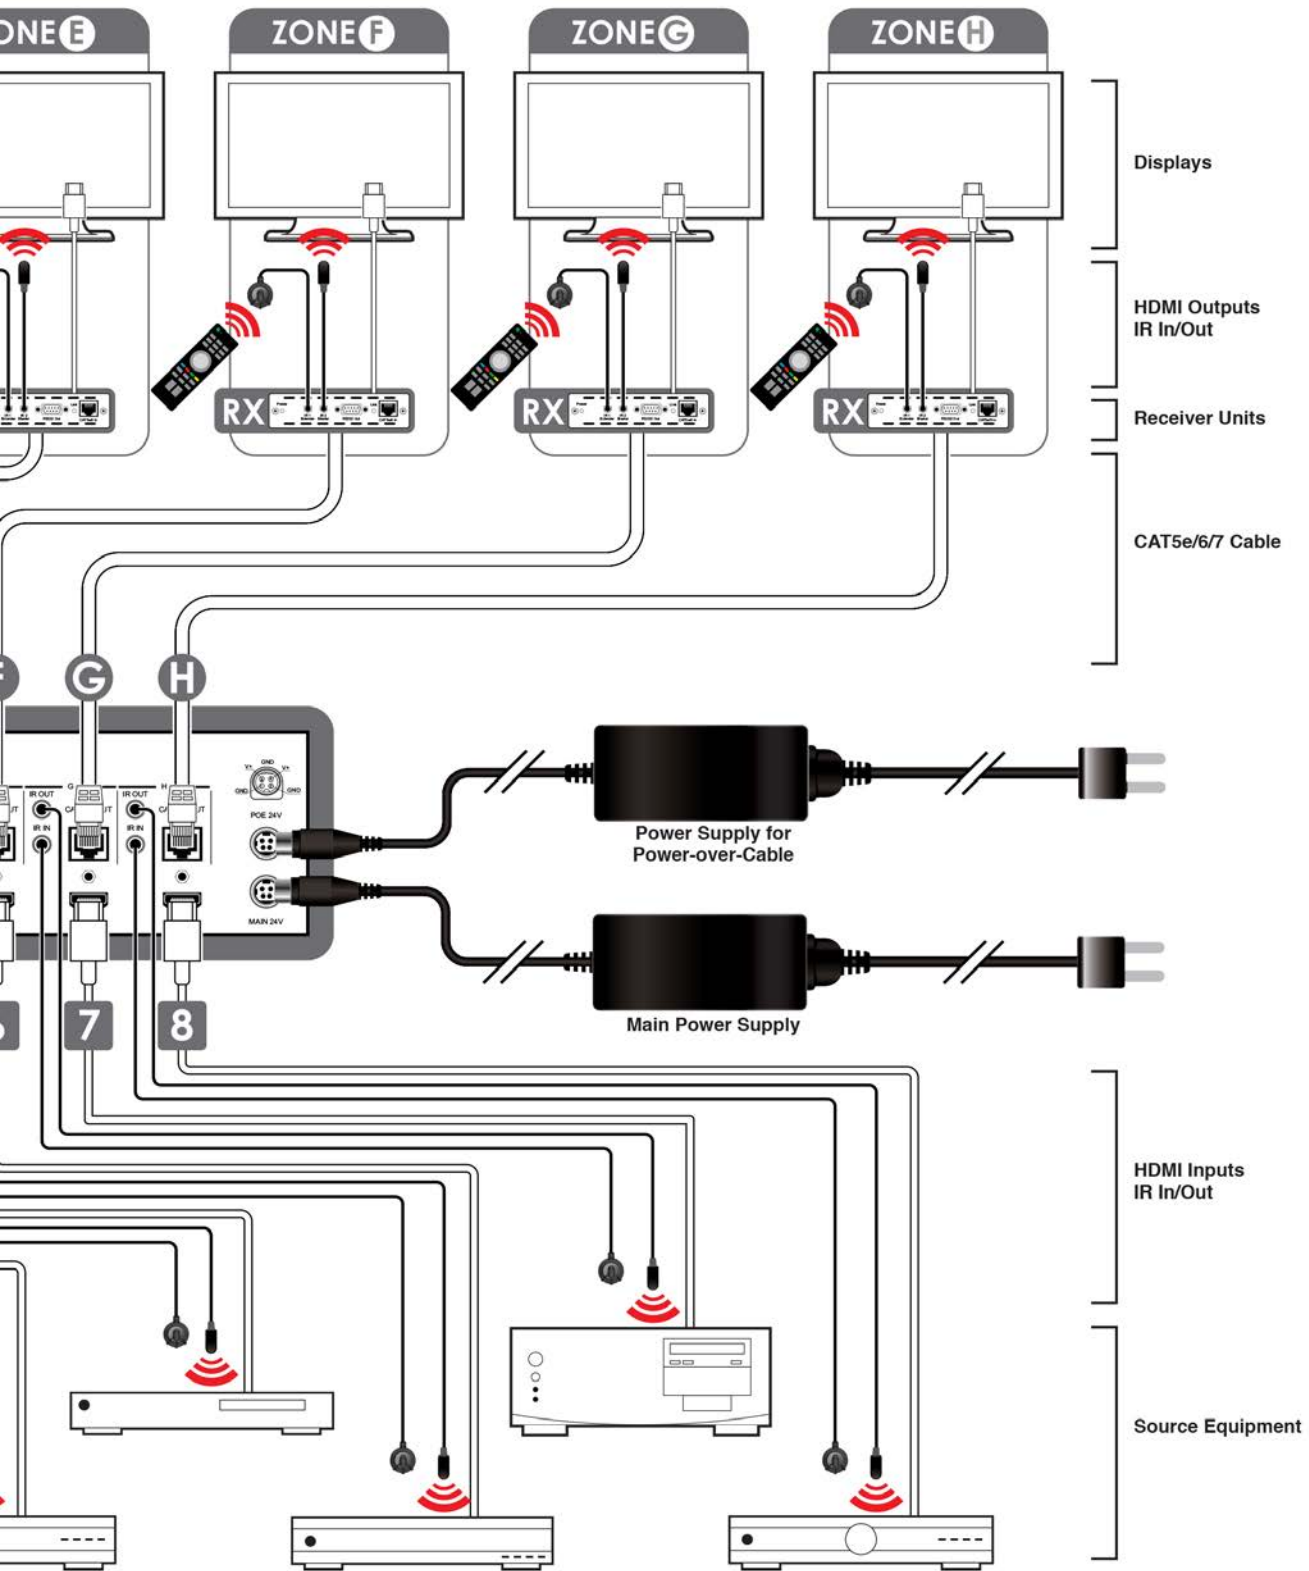 ONE E
ZONE F
ZONE G
ZONE H
Displays
HDMI Outputs
IR In/Out
RX
RX
RX
Receiver Units
CAT5e/6/7 Cable
F
G
H
GND
V+
V+
GND
GND
IR OUT
G
IR OUT
H
POE 24V
IR IN
IR IN
MAIN 24V
Power Supply for
Power-over-Cable
Main Power Supply
7
8
HDMI Inputs
IR In/Out
Source Equipment